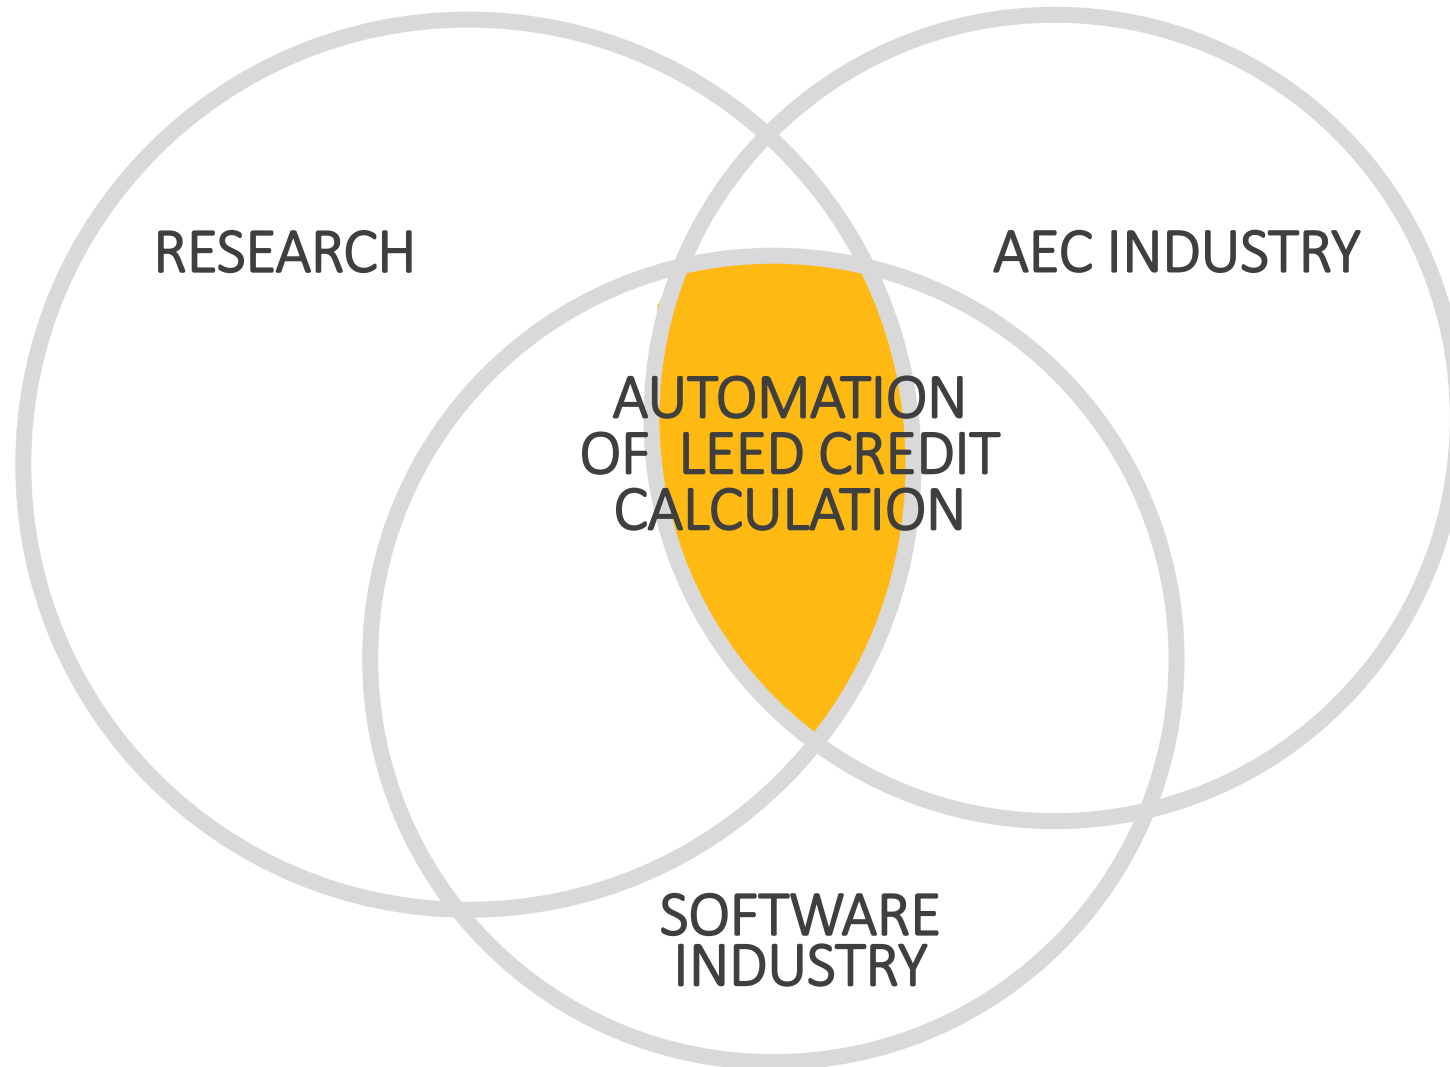 RESEARCH
AEC INDUSTRY
AUTOMATION
OF LEED CREDIT
CALCULATION
SOFTWARE
INDUSTRY